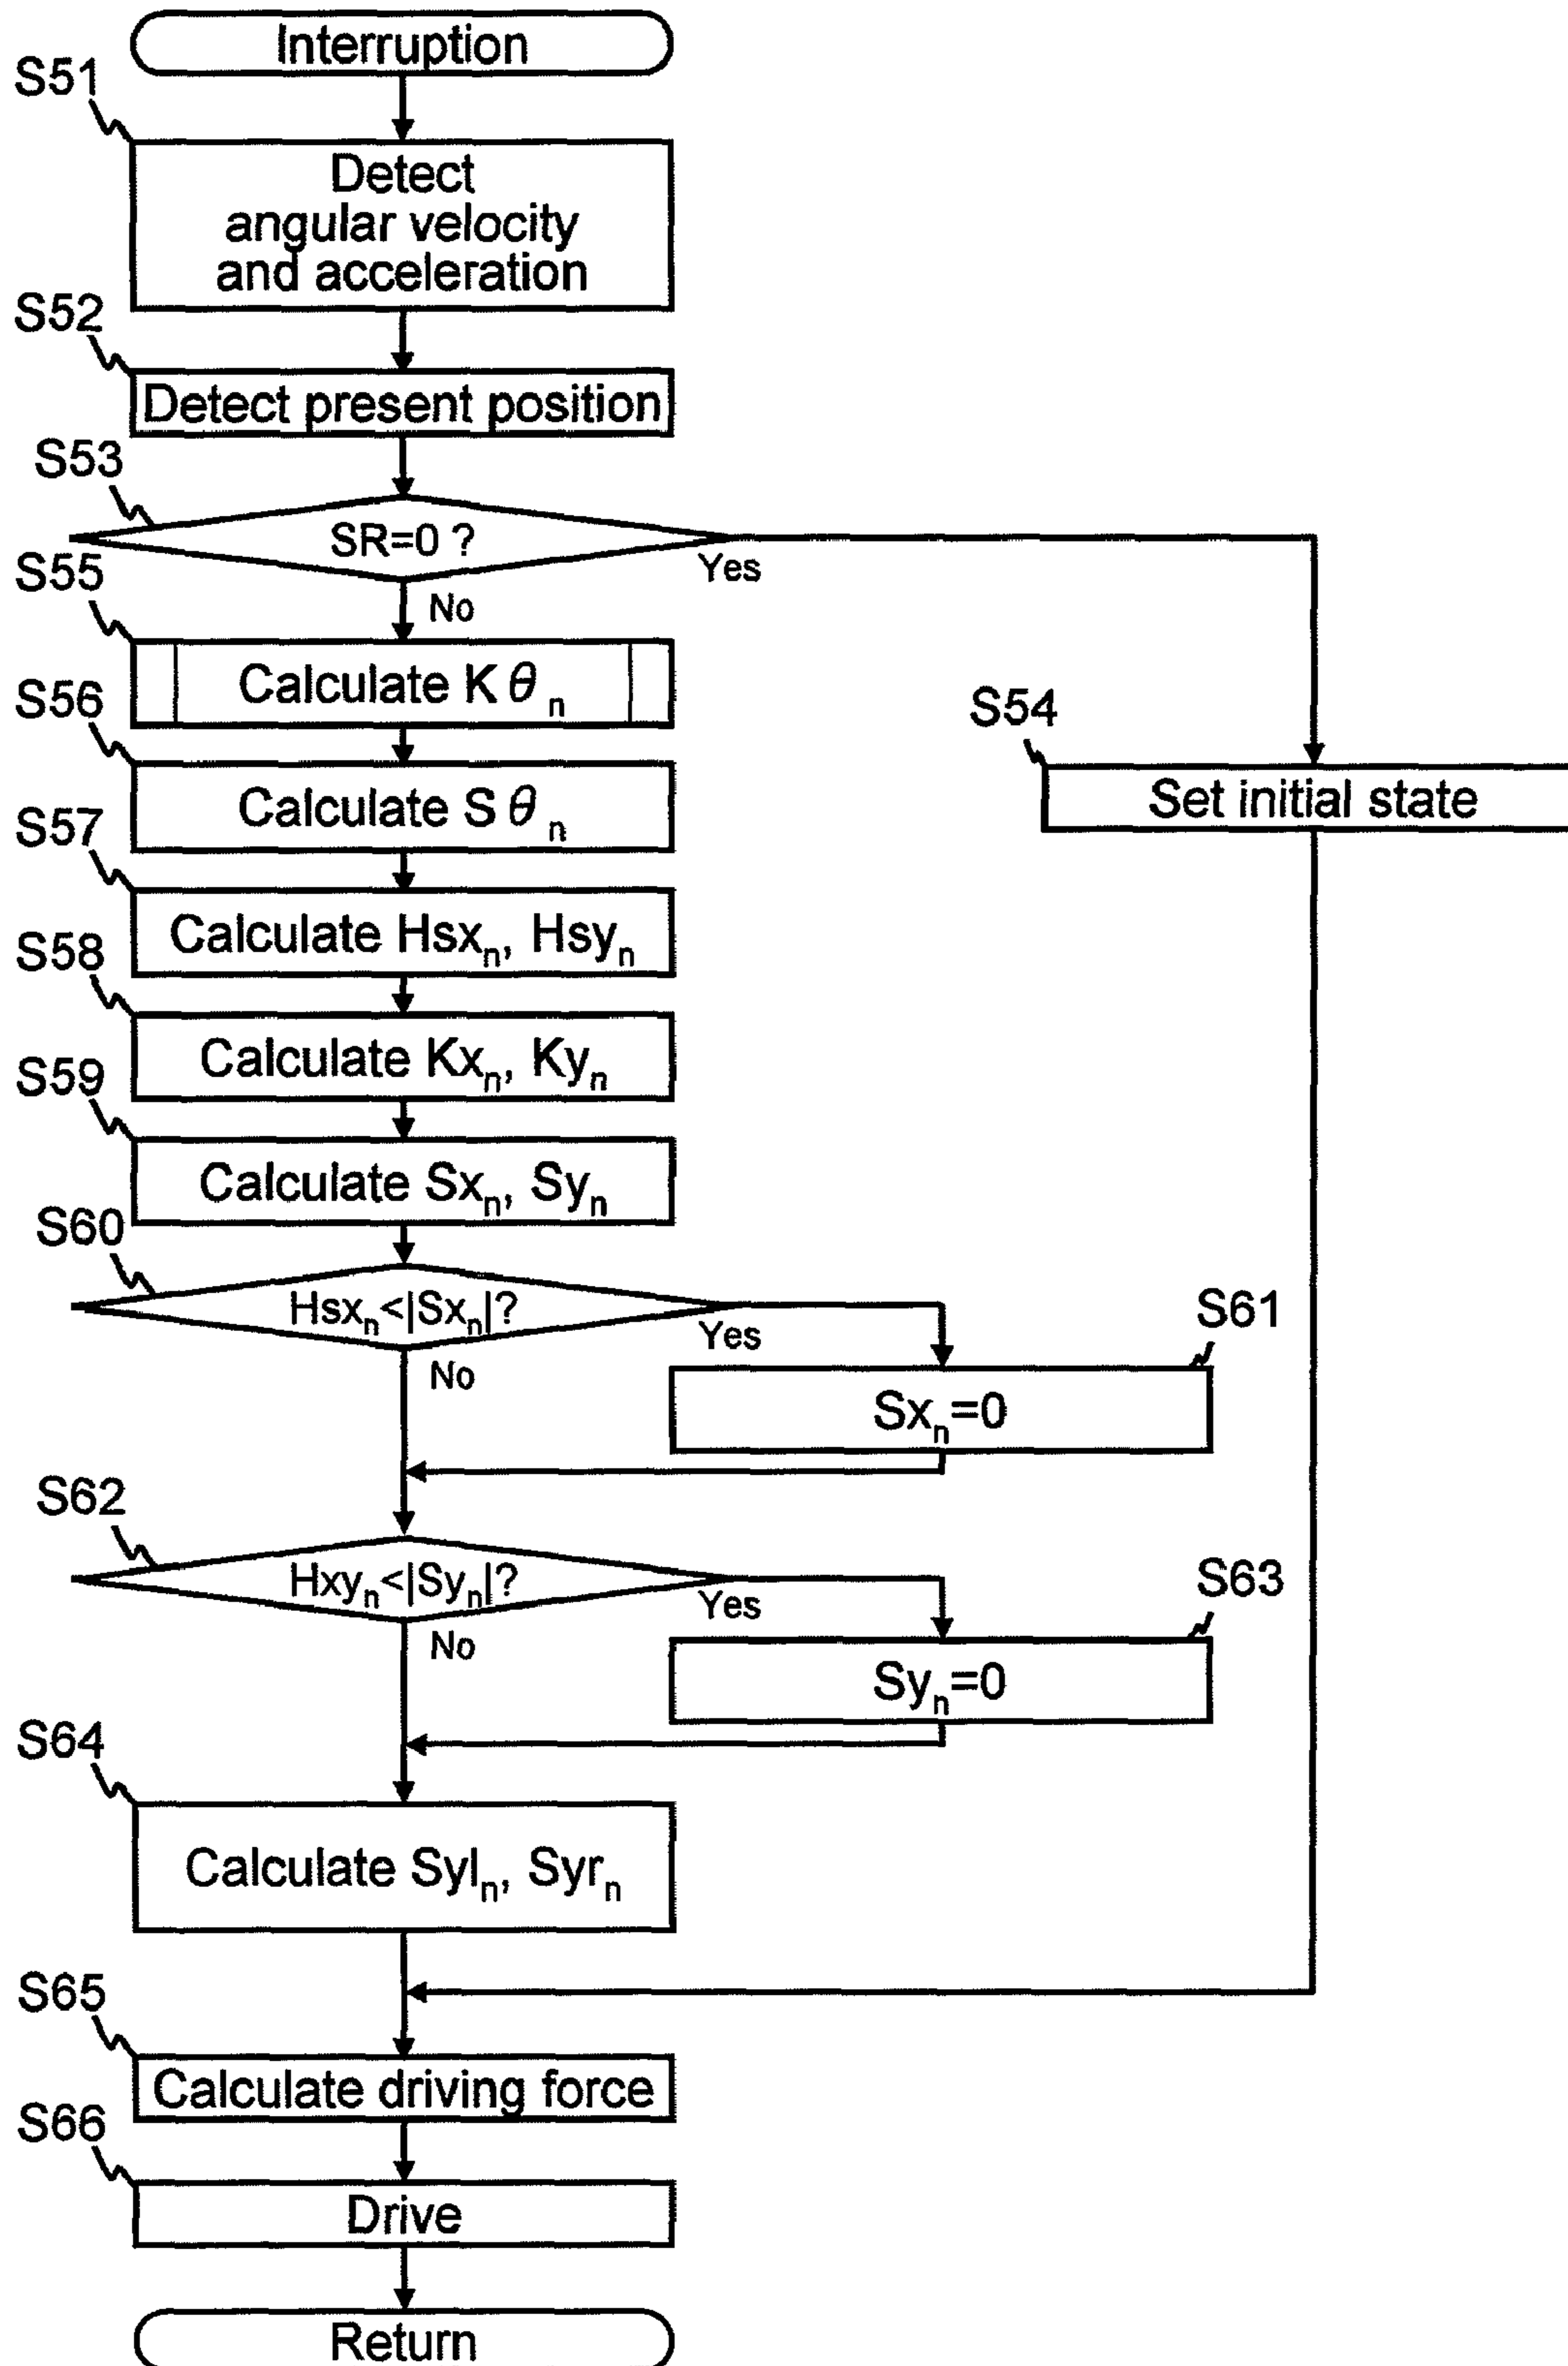 Interruption
S51
Detect
angular velocity
and acceleration
S52
Detect present position
S53
SR=0 ?
Yes
No
S55
Calculate K θ n
S54
Set initial state
S56
Calculate S θ n
S57
Calculate Hsxn, Hsyn
S58
Calculate Kxn, Kyn
S59
Calculate Sxn, Syn
S60
Hsxn<|Sxn|?
Yes
No
S61
Sxn=0
S62
Hxyn<|Syn|?
Yes
No
S63
Syn=0
S64
Calculate Syln, Syrn
S65
Calculate driving force
S66
Drive
Return